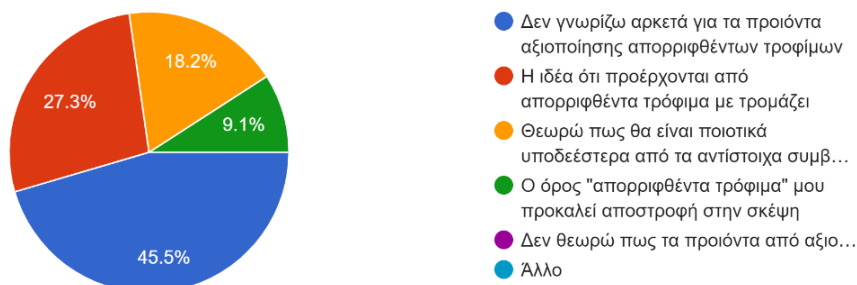 18.2%
27.3%
9.1%
45.5%
Δεν γνωρίζω αρκετά για τα προιόντα
αξιοποίησης απορριφθέντων τροφίμων
Η ιδέα ότι προέρχονται από
απορριφθέντα τρόφιμα με τρομάζει
Θεωρώ πως θα είναι ποιοτικά
υποδεέστερα από τα αντίστοιχα συμβ…
Ο όρος "απορριφθέντα τρόφιμα" μου
προκαλεί αποστροφή στην σκέψη
Δεν θεωρώ πως τα προιόντα από αξιο…
Άλλο